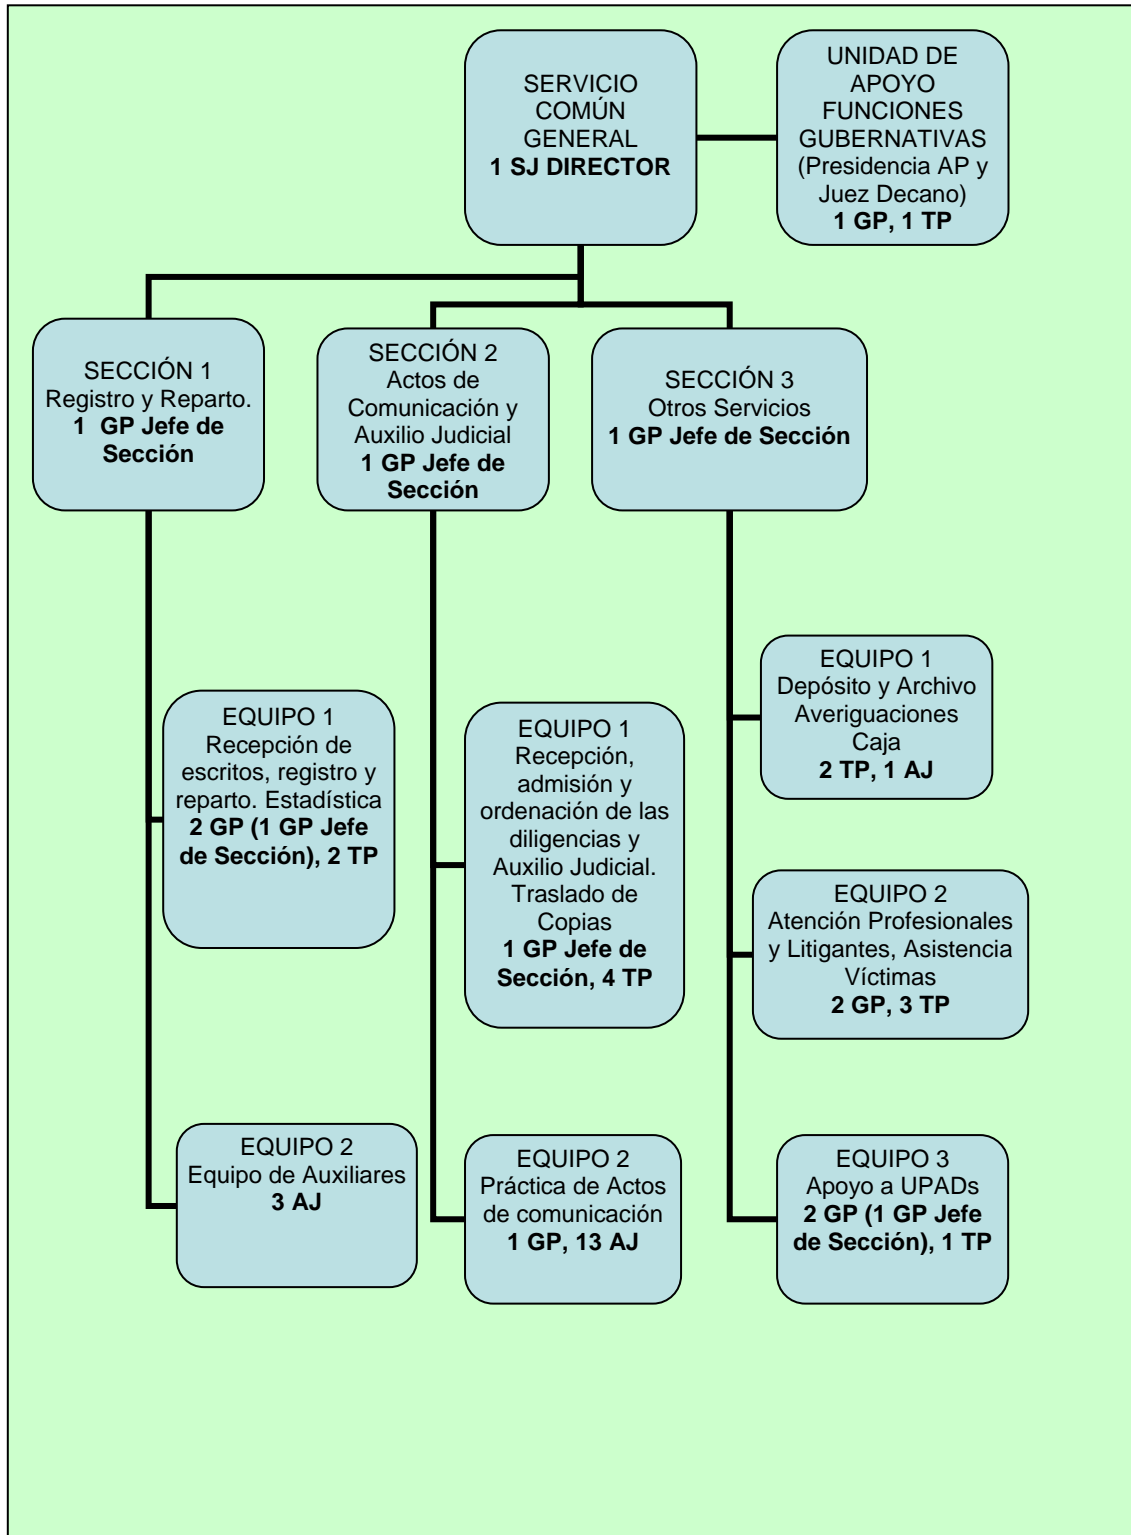 SERVICIO
COMÚN
GENERAL
1 SJ DIRECTOR
UNIDAD DE
APOYO
FUNCIONES
GUBERNATIVAS
(Presidencia AP y
Juez Decano)
1 GP, 1 TP
SECCIÓN 1
Registro y Reparto.
1 GP Jefe de
Sección
SECCIÓN 2
Actos de
Comunicación y
Auxilio Judicial
1 GP Jefe de
Sección
SECCIÓN 3
Otros Servicios
1 GP Jefe de Sección
EQUIPO 1
Recepción de
escritos, registro y
reparto. Estadística
2 GP (1 GP Jefe
de Sección), 2 TP
EQUIPO 2
Equipo de Auxiliares
3 AJ
EQUIPO 1
Recepción,
admisión y
ordenación de las
diligencias y
Auxilio Judicial.
Traslado de
Copias
1 GP Jefe de
Sección, 4 TP
EQUIPO 2
Práctica de Actos
de comunicación
1 GP, 13 AJ
EQUIPO 1
Depósito y Archivo
Averiguaciones
Caja
2 TP, 1 AJ
EQUIPO 2
Atención Profesionales
y Litigantes, Asistencia
Víctimas
2 GP, 3 TP
EQUIPO 3
Apoyo a UPADs
2 GP (1 GP Jefe
de Sección), 1 TP